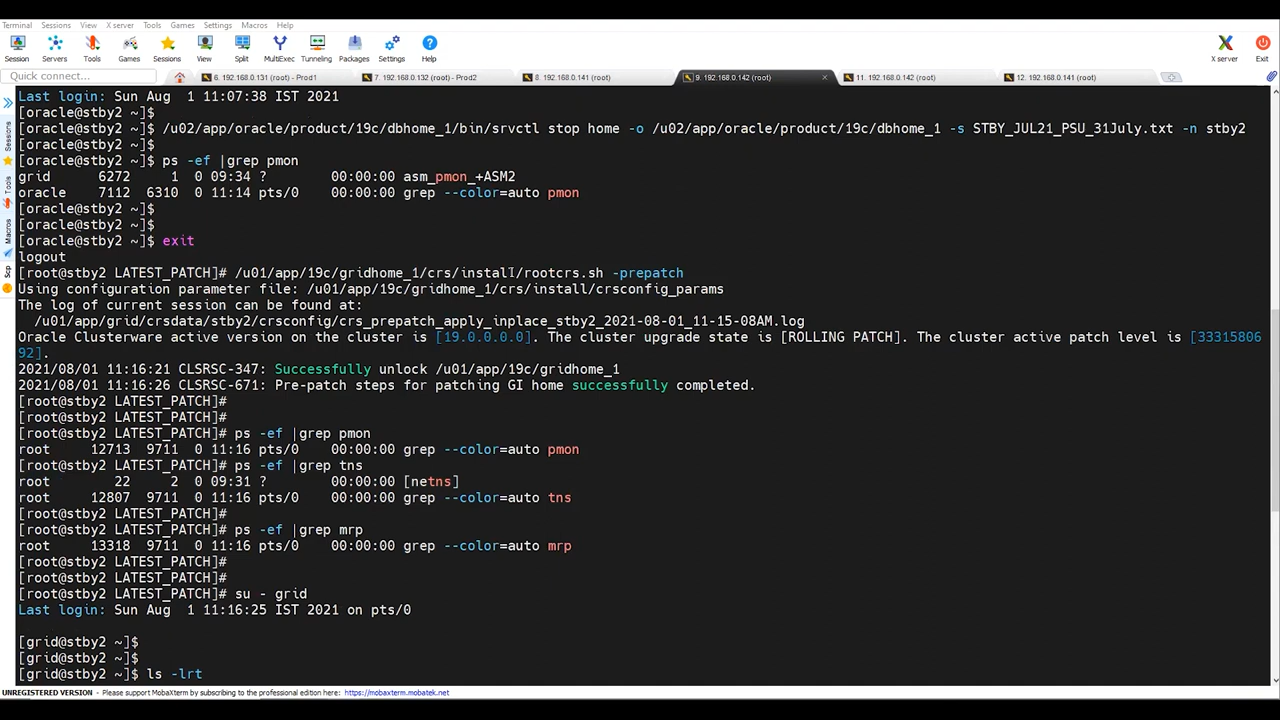 Terminal Sessions View X server Tools Games Settings Macros Help
Session Servers Tools Games Sessions View Split MultiExec Tunneling Packages Settings Help X server Exit
Quick connect... 6. 192.168.0.131 (root) - Prod1 7. 192.168.0.132 (root) - Prod2 8. 192.168.0.141 (root) 9. 192.168.0.142 (root) 11. 192.168.0.142 (root) 12. 192.168.0.141 (root)
Sessions
Tools
Macros
Scp
Last login: Sun Aug  1 11:07:38 IST 2021
[oracle@stby2 ~]$
[oracle@stby2 ~]$ /u02/app/oracle/product/19c/dbhome_1/bin/srvctl stop home -o /u02/app/oracle/product/19c/dbhome_1 -s STBY_JUL21_PSU_31July.txt -n stby2
[oracle@stby2 ~]$
[oracle@stby2 ~]$ ps -ef |grep pmon
grid      6272     1  0 09:34 ?        00:00:00 asm_pmon_+ASM2
oracle    7112  6310  0 11:14 pts/0    00:00:00 grep --color=auto pmon
[oracle@stby2 ~]$
[oracle@stby2 ~]$
[oracle@stby2 ~]$ exit
logout
[root@stby2 LATEST_PATCH]# /u01/app/19c/gridhome_1/crs/install/rootcrs.sh -prepatch
Using configuration parameter file: /u01/app/19c/gridhome_1/crs/install/crsconfig_params
The log of current session can be found at:
  /u01/app/grid/crsdata/stby2/crsconfig/crs_prepatch_apply_inplace_stby2_2021-08-01_11-15-08AM.log
Oracle Clusterware active version on the cluster is [19.0.0.0.0]. The cluster upgrade state is [ROLLING PATCH]. The cluster active patch level is [33315806
92].
2021/08/01 11:16:21 CLSRSC-347: Successfully unlock /u01/app/19c/gridhome_1
2021/08/01 11:16:26 CLSRSC-671: Pre-patch steps for patching GI home successfully completed.
[root@stby2 LATEST_PATCH]#
[root@stby2 LATEST_PATCH]#
[root@stby2 LATEST_PATCH]# ps -ef |grep pmon
root     12713  9711  0 11:16 pts/0    00:00:00 grep --color=auto pmon
[root@stby2 LATEST_PATCH]# ps -ef |grep tns
root        22     2  0 09:31 ?        00:00:00 [netns]
root     12807  9711  0 11:16 pts/0    00:00:00 grep --color=auto tns
[root@stby2 LATEST_PATCH]#
[root@stby2 LATEST_PATCH]# ps -ef |grep mrp
root     13318  9711  0 11:16 pts/0    00:00:00 grep --color=auto mrp
[root@stby2 LATEST_PATCH]#
[root@stby2 LATEST_PATCH]#
[root@stby2 LATEST_PATCH]# su - grid
Last login: Sun Aug  1 11:16:25 IST 2021 on pts/0
[grid@stby2 ~]$
[grid@stby2 ~]$
[grid@stby2 ~]$ ls -lrt
UNREGISTERED VERSION - Please support MobaXterm by subscribing to the professional edition here: https://mobaxterm.mobatek.net